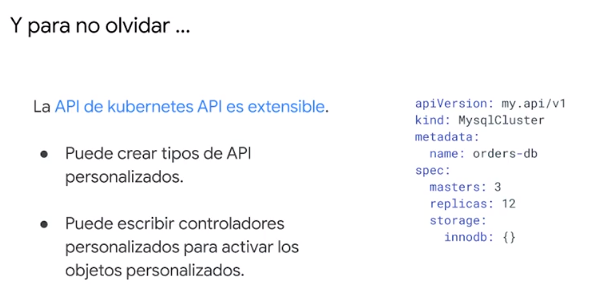 Y para no olvidar ...
La API de kubernetes API es extensible.
● Puede crear tipos de API
personalizados.
● Puede escribir controladores
personalizados para activar los
objetos personalizados.
apiVersion: my.api/v1
kind: MysqlCluster
metadata:
  name: orders-db
spec:
  masters: 3
  replicas: 12
  storage:
    innodb: {}